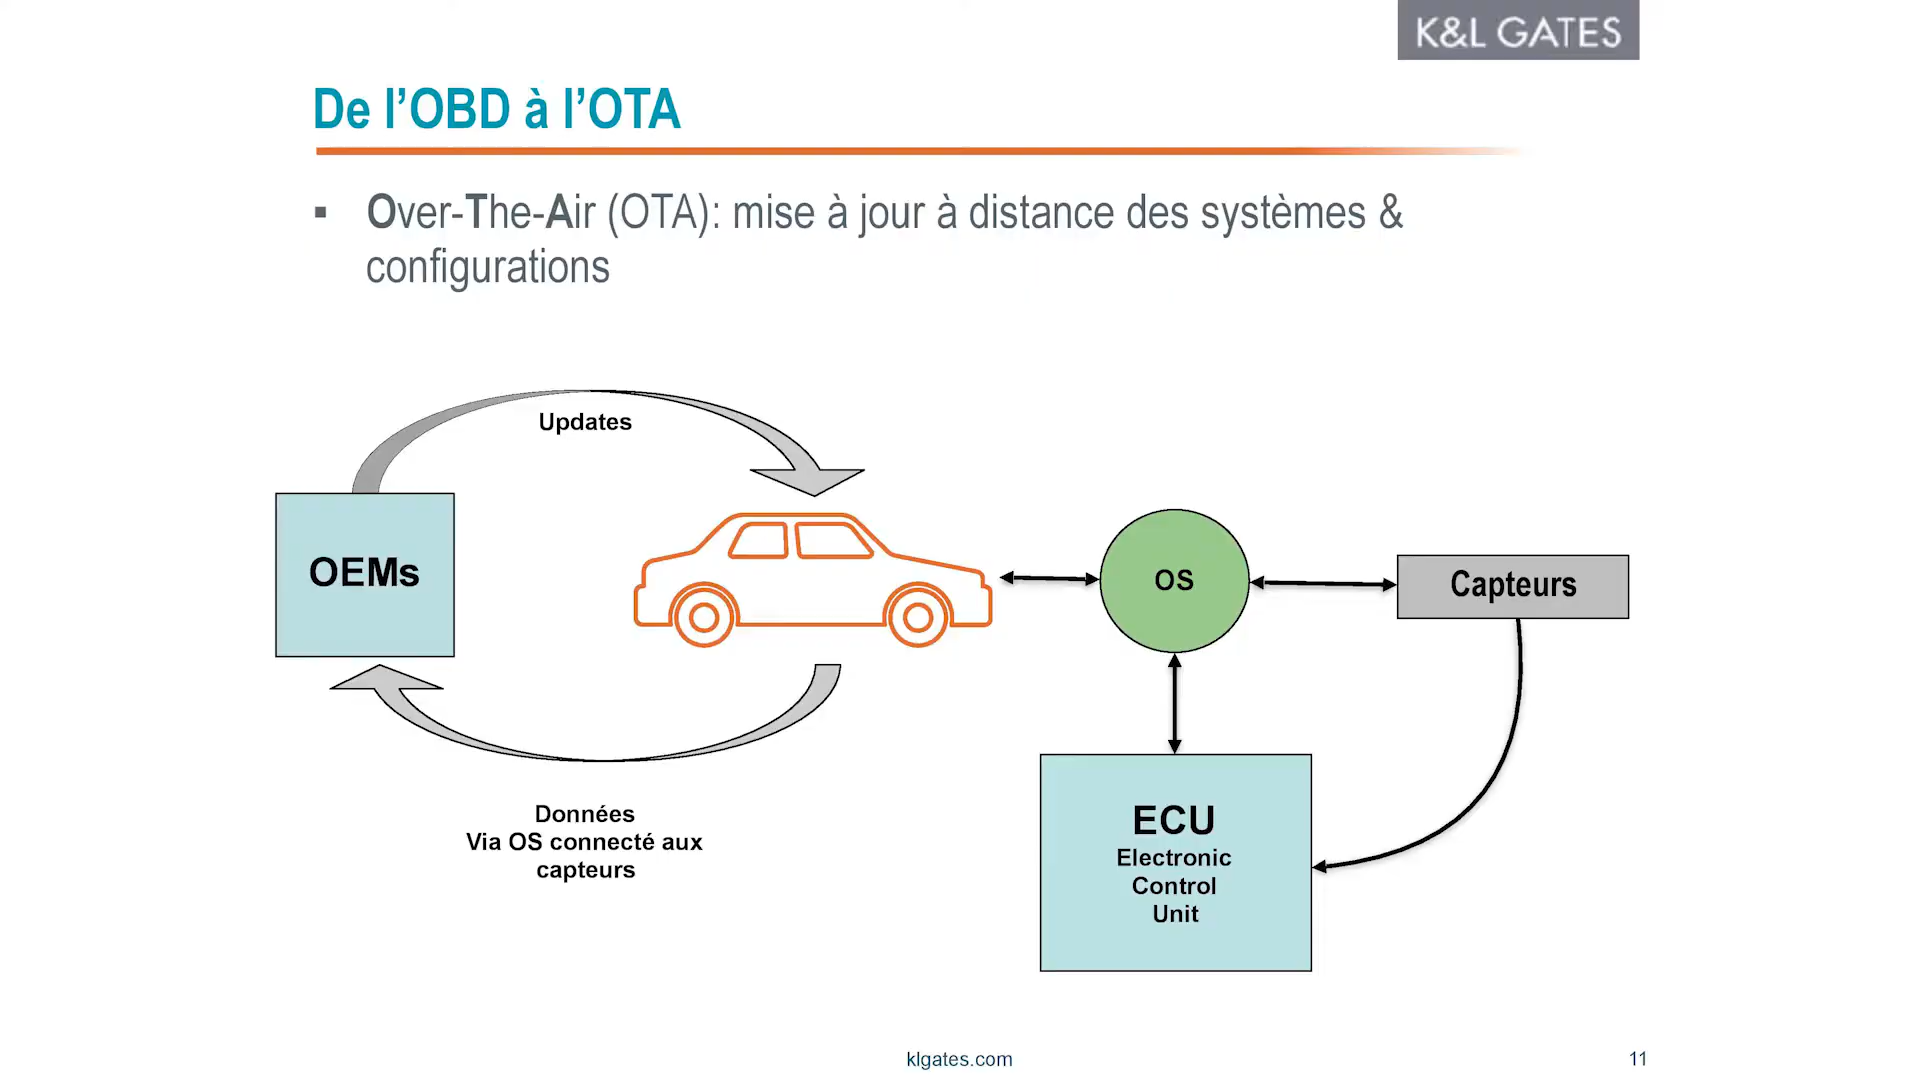 K&L GATES
De l’OBD à l’OTA
▪ Over-The-Air (OTA): mise à jour à distance des systèmes &
configurations
Updates
OEMs
OS
Capteurs
Données
Via OS connecté aux
capteurs
ECU
Electronic
Control
Unit
klgates.com
11